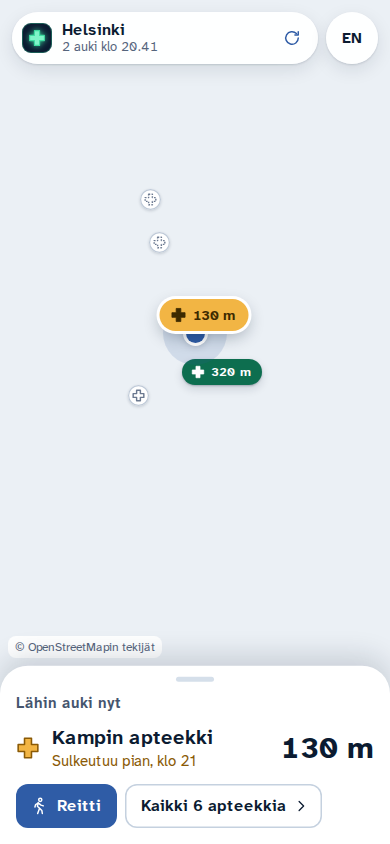 Helsinki
2 auki klo 20.41
EN
130 m
320 m
© OpenStreetMapin tekijät
Lähin auki nyt
Kampin apteekki
Sulkeutuu pian, klo 21
130 m
Reitti
Kaikki 6 apteekkia